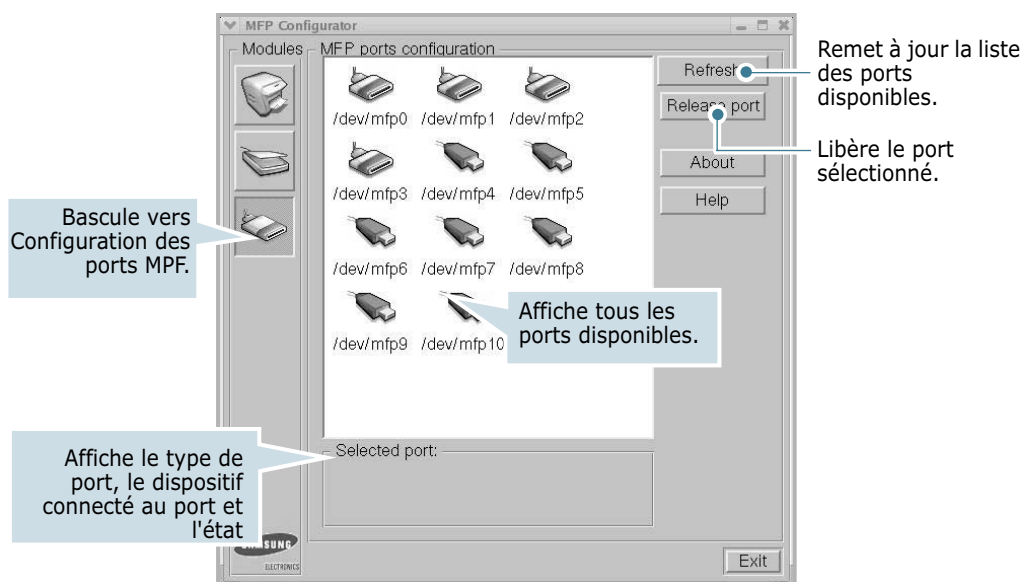 MFP Configurator
Modules
MFP ports configuration
Refresh
Release port
About
Help
/dev/mfp0 /dev/mfp1 /dev/mfp2
/dev/mfp3 /dev/mfp4 /dev/mfp5
/dev/mfp6 /dev/mfp7 /dev/mfp8
/dev/mfp9 /dev/mfp10
Selected port:
SAMSUNG
ELECTRONICS
Exit
Remet à jour la liste
des ports
disponibles.
Libère le port
sélectionné.
Bascule vers
Configuration des
ports MPF.
Affiche tous les
ports disponibles.
Affiche le type de
port, le dispositif
connecté au port et
l'état